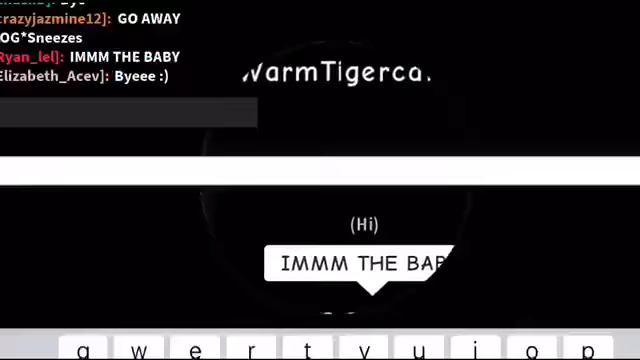 crazyjazmine12]: GO AWAY
OG*Sneezes
Ryan_lel]: IMMM THE BABY
Elizabeth_Acev]: Byeee :)
WarmTigerca
(Hi)
IMMM THE BAB
q w e r t y u i o p